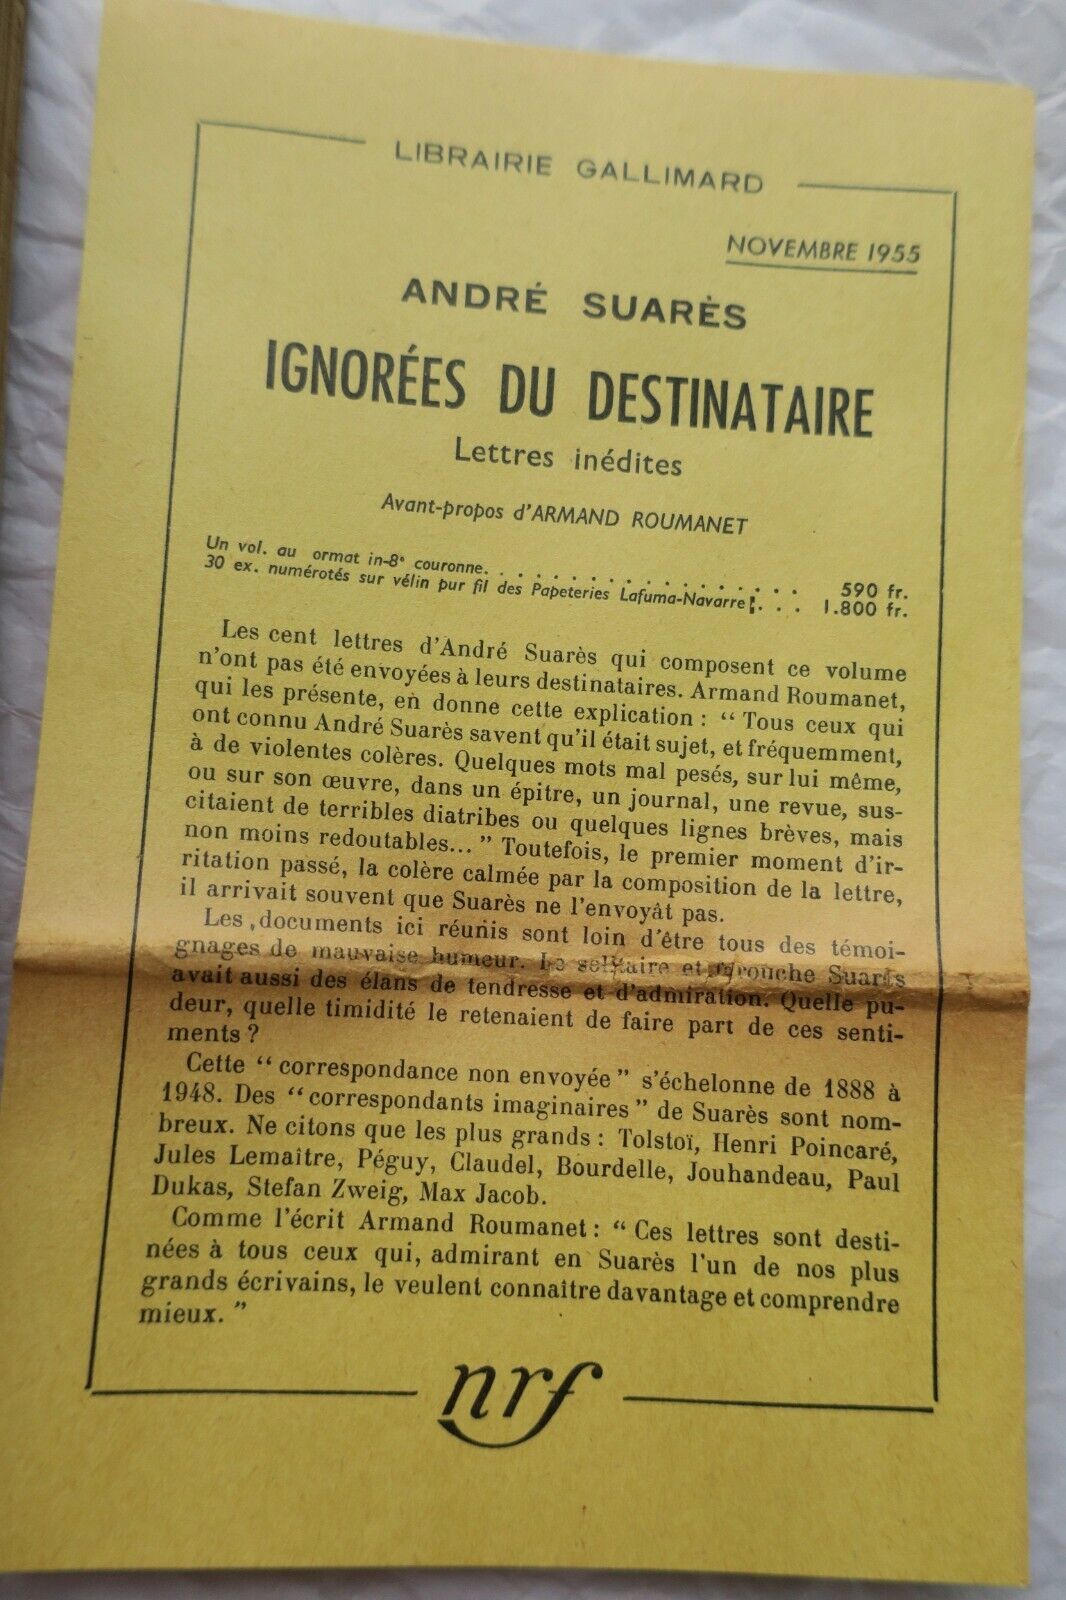 LIBRAIRIE GALLIMARD
NOVEMBRE 1955
ANDRÉ SUARÈS
IGNORÉES DU DESTINATAIRE
Lettres inédites
Avant-propos d'ARMAND ROUMANET
Un vol. au ormat in-8° couronne. . . . . . . . . . . . . . . . . 590 fr.
30 ex. numérotés sur vélin pur fil des Papeteries Lafuma-Navarre . . . 1.800 fr.
Les cent lettres d'André Suarès qui composent ce volume
n'ont pas été envoyées à leurs destinataires. Armand Roumanet,
qui les présente, en donne cette explication : “ Tous ceux qui
ont connu André Suarès savent qu'il était sujet, et fréquemment,
à de violentes colères. Quelques mots mal pesés, sur lui même,
ou sur son œuvre, dans un épitre, un journal, une revue, sus-
citaient de terribles diatribes ou quelques lignes brèves, mais
non moins redoutables... ” Toutefois, le premier moment d'ir-
ritation passé, la colère calmée par la composition de la lettre,
il arrivait souvent que Suarès ne l'envoyât pas.
Les documents ici réunis sont loin d'être tous des témoi-
gnages de mauvaise humeur. Le solitaire et farouche Suarès
avait aussi des élans de tendresse et d'admiration. Quelle pu-
deur, quelle timidité le retenaient de faire part de ces senti-
ments ?
Cette “ correspondance non envoyée ” s'échelonne de 1888 à
1948. Des “ correspondants imaginaires ” de Suarès sont nom-
breux. Ne citons que les plus grands : Tolstoï, Henri Poincaré,
Jules Lemaître, Péguy, Claudel, Bourdelle, Jouhandeau, Paul
Dukas, Stefan Zweig, Max Jacob.
Comme l'écrit Armand Roumanet : “ Ces lettres sont desti-
nées à tous ceux qui, admirant en Suarès l'un de nos plus
grands écrivains, le veulent connaître davantage et comprendre
mieux. ”
nrf